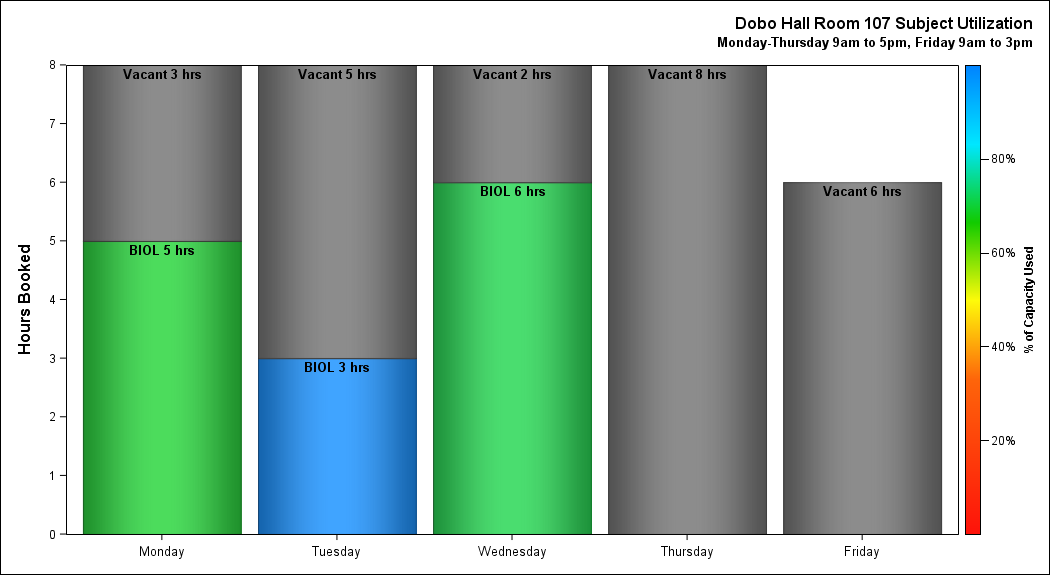 Dobo Hall Room 107 Subject Utilization
Monday-Thursday 9am to 5pm, Friday 9am to 3pm
Hours Booked
8
7
6
5
4
3
2
1
0
Vacant 3 hrs
BIOL 5 hrs
Vacant 5 hrs
BIOL 3 hrs
Vacant 2 hrs
BIOL 6 hrs
Vacant 8 hrs
Vacant 6 hrs
Monday
Tuesday
Wednesday
Thursday
Friday
80%
60%
40%
20%
% of Capacity Used